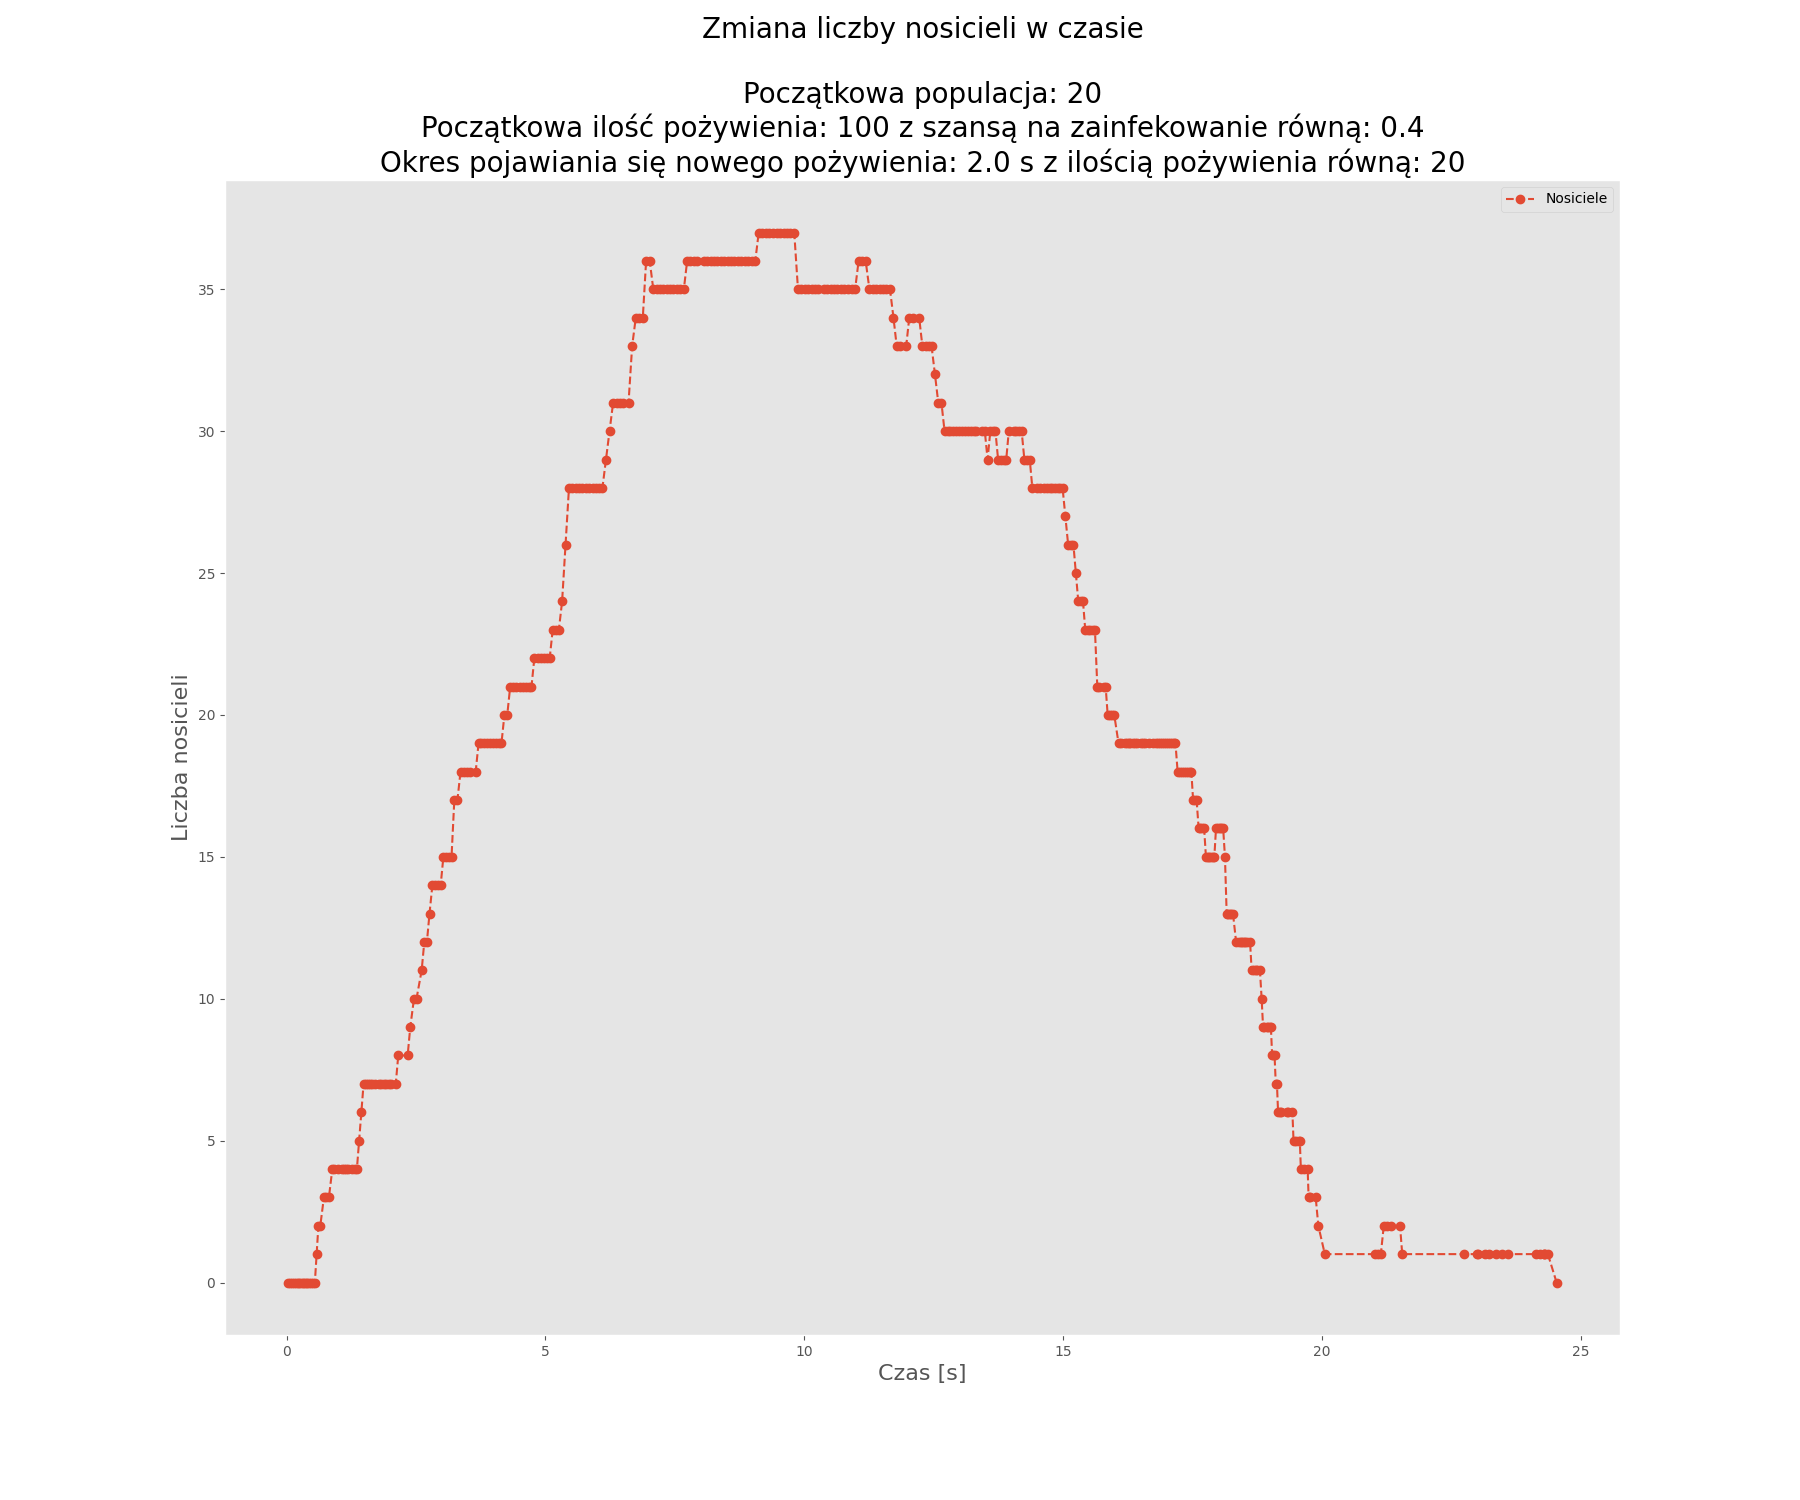 Zmiana liczby nosicieli w czasie
Początkowa populacja: 20
Początkowa ilość pożywienia: 100 z szansą na zainfekowanie równą: 0.4
Okres pojawiania się nowego pożywienia: 2.0 s z ilością pożywienia równą: 20
Nosiciele
35
30
25
20
15
10
5
0
Liczba nosicieli
0 5 10 15 20 25
Czas [s]